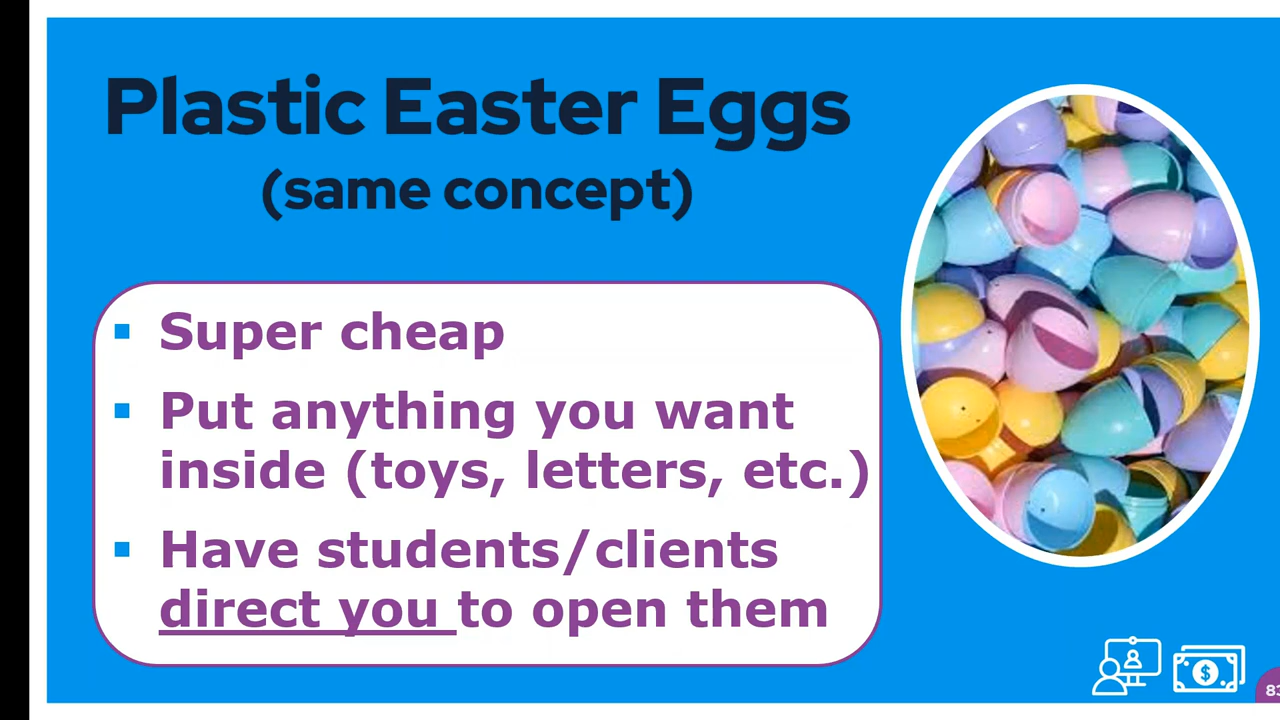 Plastic Easter Eggs
(same concept)
▪ Super cheap
▪ Put anything you want
inside (toys, letters, etc.)
▪ Have students/clients
direct you to open them
$